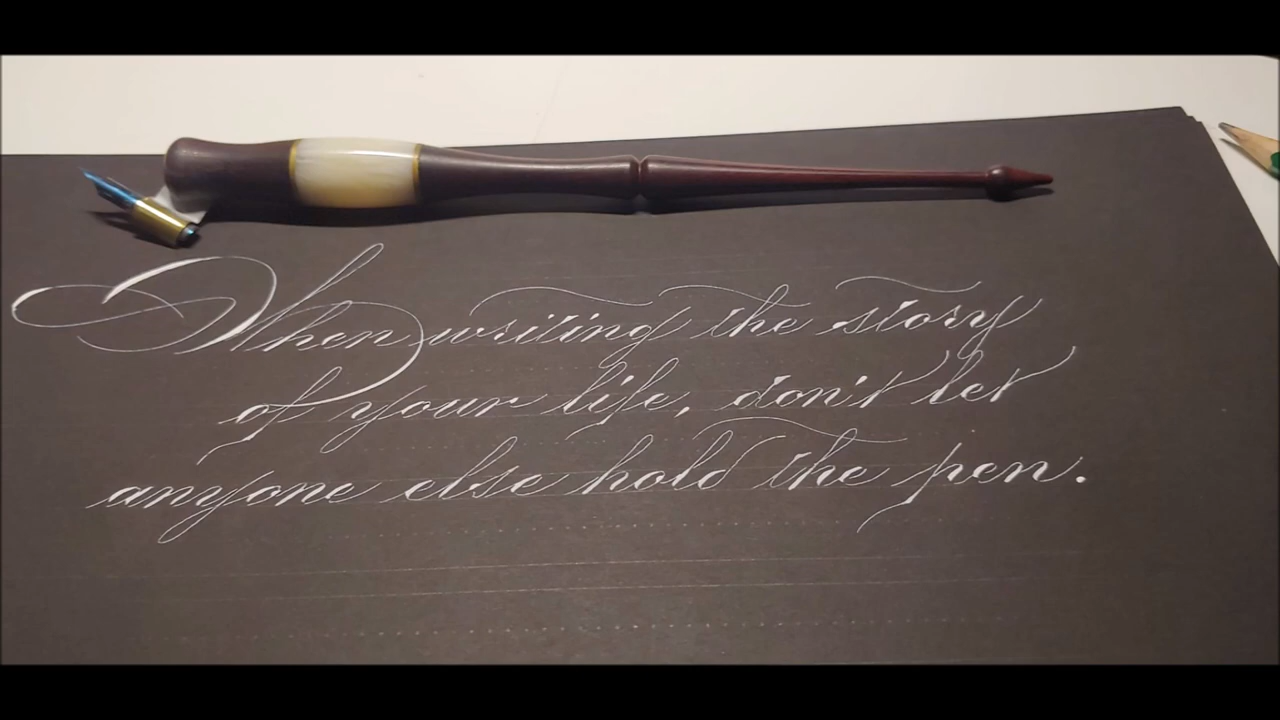 When writing the story
of your life, don't let
anyone else hold the pen.